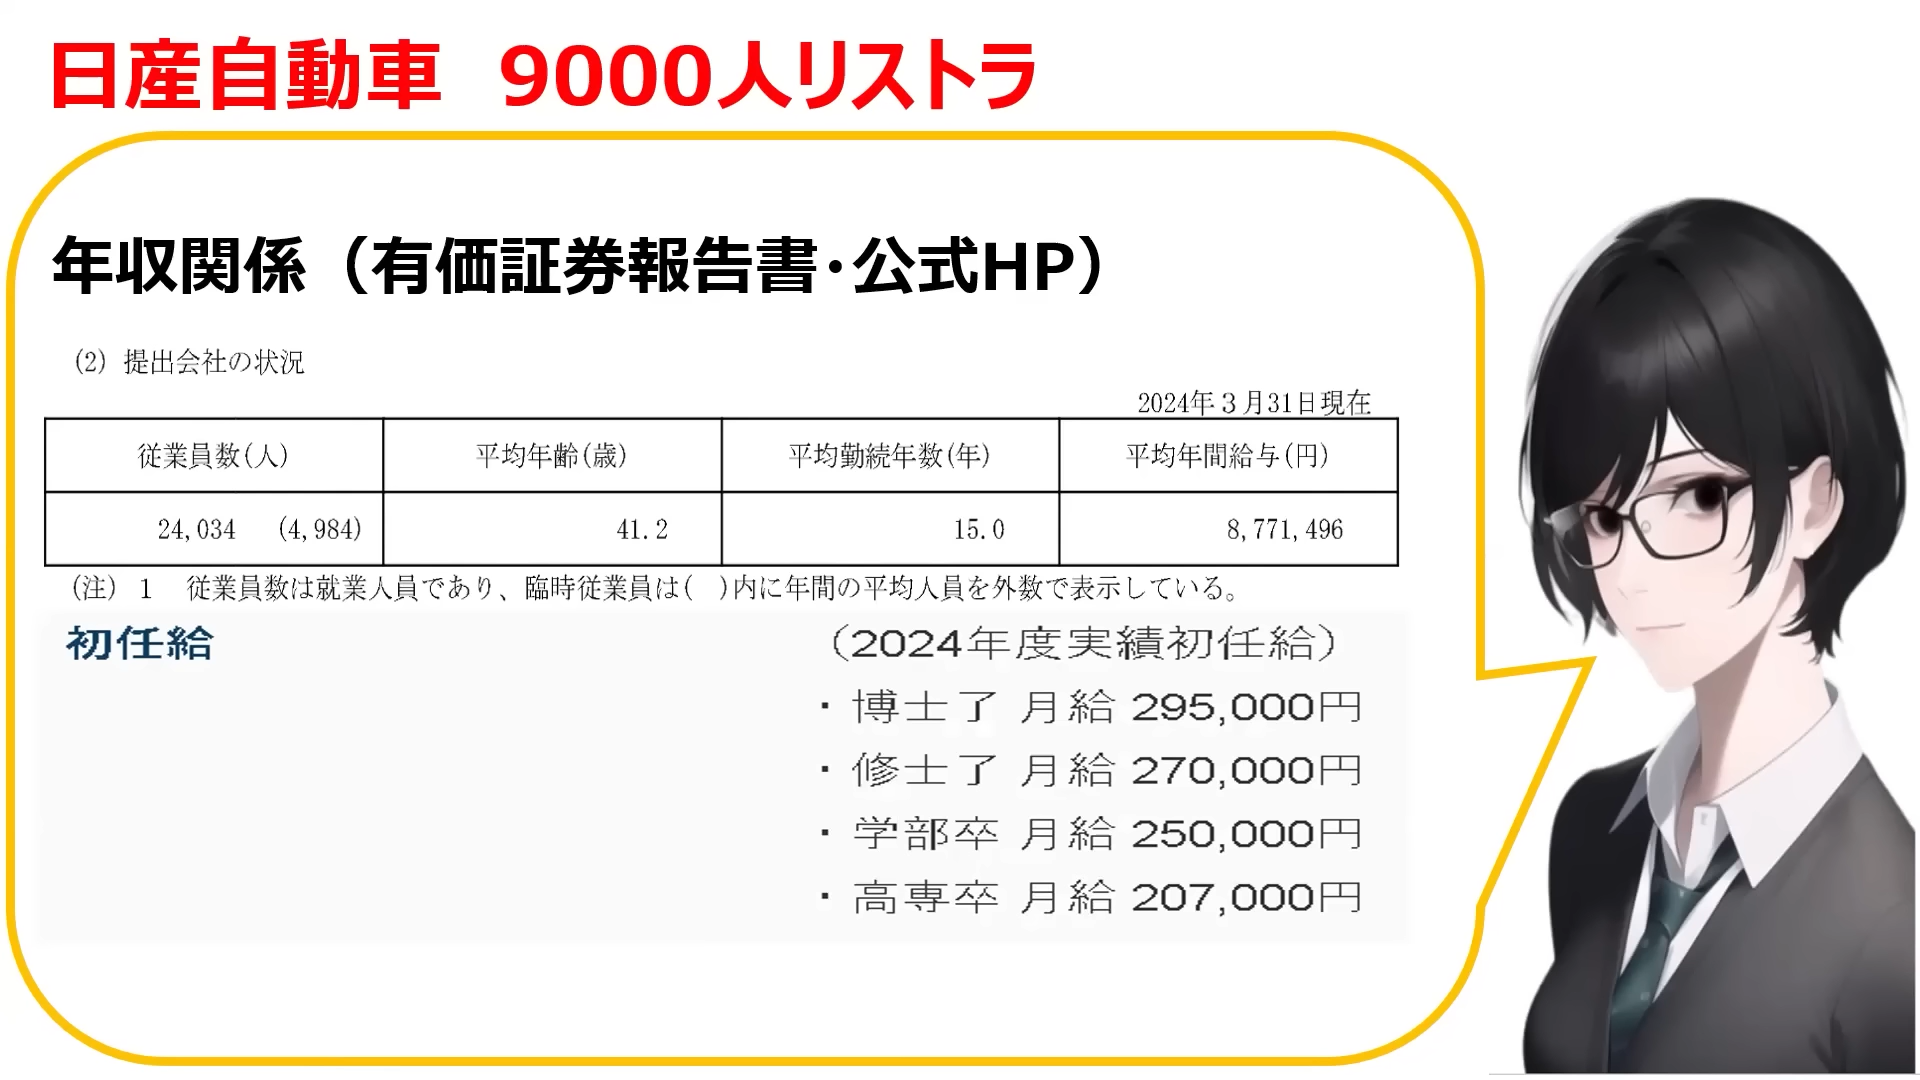 日産自動車　9000人リストラ
年収関係（有価証券報告書・公式HP）
(2) 提出会社の状況
2024年３月31日現在
従業員数(人) 平均年齢(歳) 平均勤続年数(年) 平均年間給与(円)
24,034 (4,984) 41.2 15.0 8,771,496
(注) １　従業員数は就業人員であり、臨時従業員は( )内に年間の平均人員を外数で表示している。
初任給 （2024年度実績初任給）
・博士了 月給 295,000円
・修士了 月給 270,000円
・学部卒 月給 250,000円
・高専卒 月給 207,000円